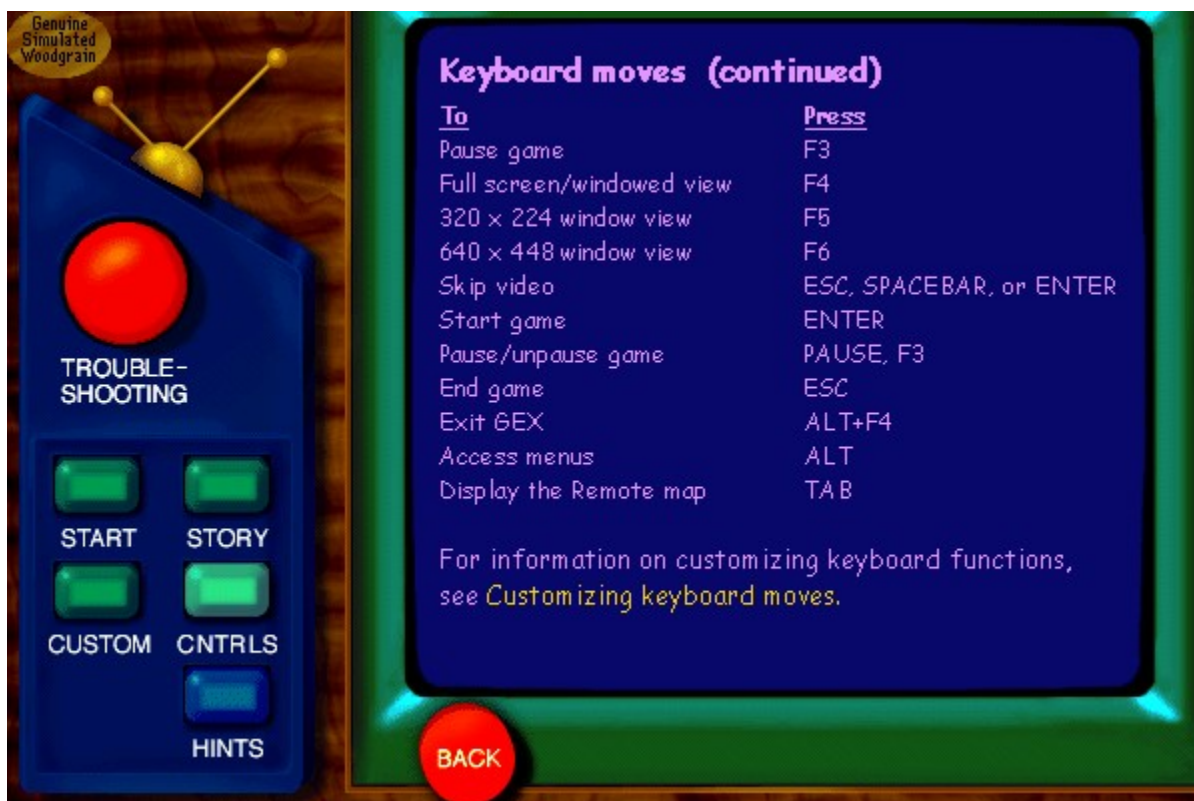 Genuine
Simulated
Woodgrain
TROUBLE-
SHOOTING
START STORY
CUSTOM CNTRLS
HINTS
Keyboard moves (continued)
To Press
Pause game F3
Full screen/windowed view F4
320 x 224 window view F5
640 x 448 window view F6
Skip video ESC, SPACEBAR, or ENTER
Start game ENTER
Pause/unpause game PAUSE, F3
End game ESC
Exit GEX ALT+F4
Access menus ALT
Display the Remote map TAB
For information on customizing keyboard functions,
see Customizing keyboard moves.
BACK